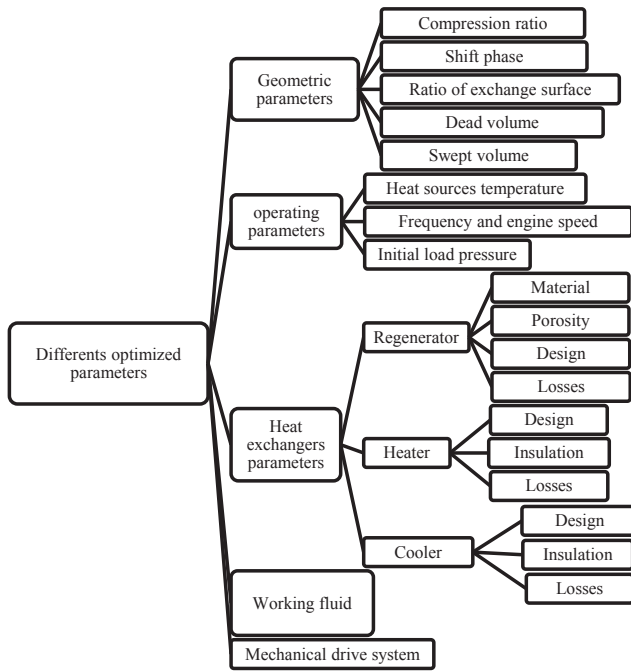 Differents optimized
parameters
Geometric
parameters
Compression ratio
Shift phase
Ratio of exchange surface
Dead volume
Swept volume
operating
parameters
Heat sources temperature
Frequency and engine speed
Initial load pressure
Heat
exchangers
parameters
Regenerator
Material
Porosity
Design
Losses
Heater
Design
Insulation
Losses
Cooler
Design
Insulation
Losses
Working fluid
Mechanical drive system